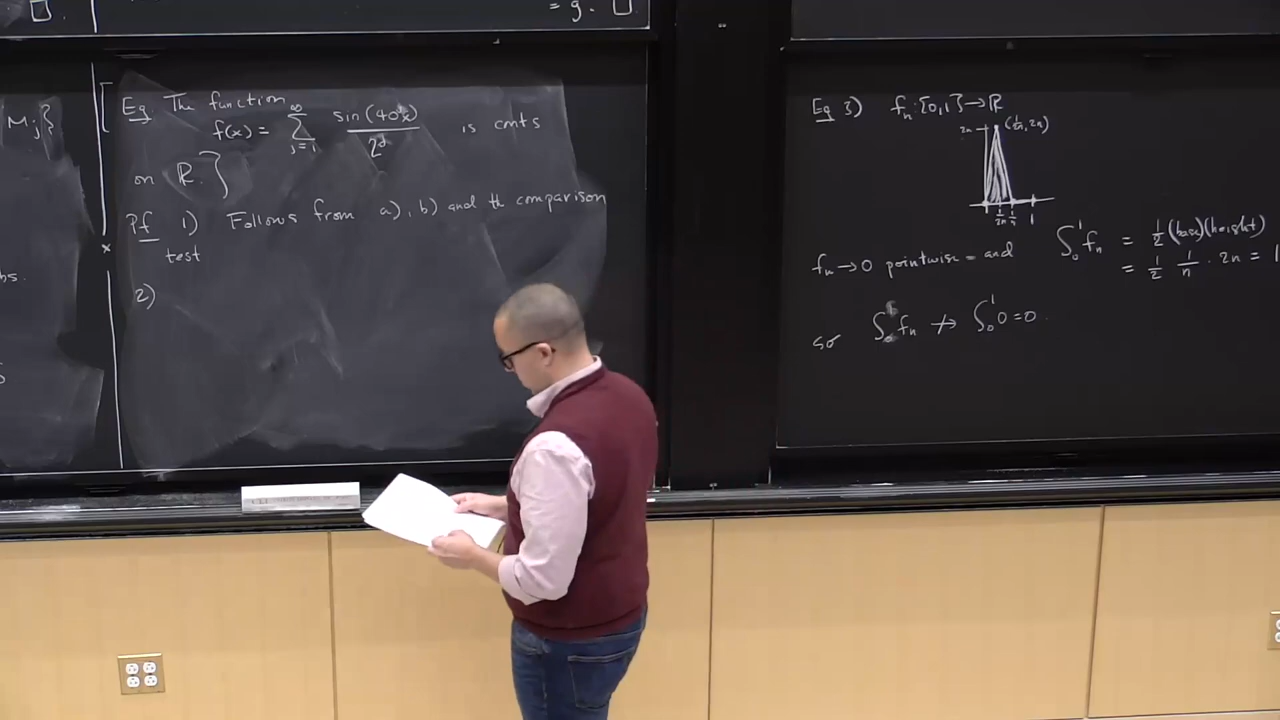 = g. □
M_j}
Eg. The function
f(x) = ∑_{j=1}^∞ sin(40^j x)/2^j is cnts
on ℝ. }
Pf 1) Follows from a), b) and the comparison
test
2)
Eg 3) f_n: [0,1] → ℝ
2n (1/2n, 2n)
1/2n 1/n 1
f_n → 0 pointwise and
∫_0^1 f_n = 1/2 (base)(height)
= 1/2 1/n · 2n = 1
so ∫_0^1 f_n ↛ ∫_0^1 0 = 0.